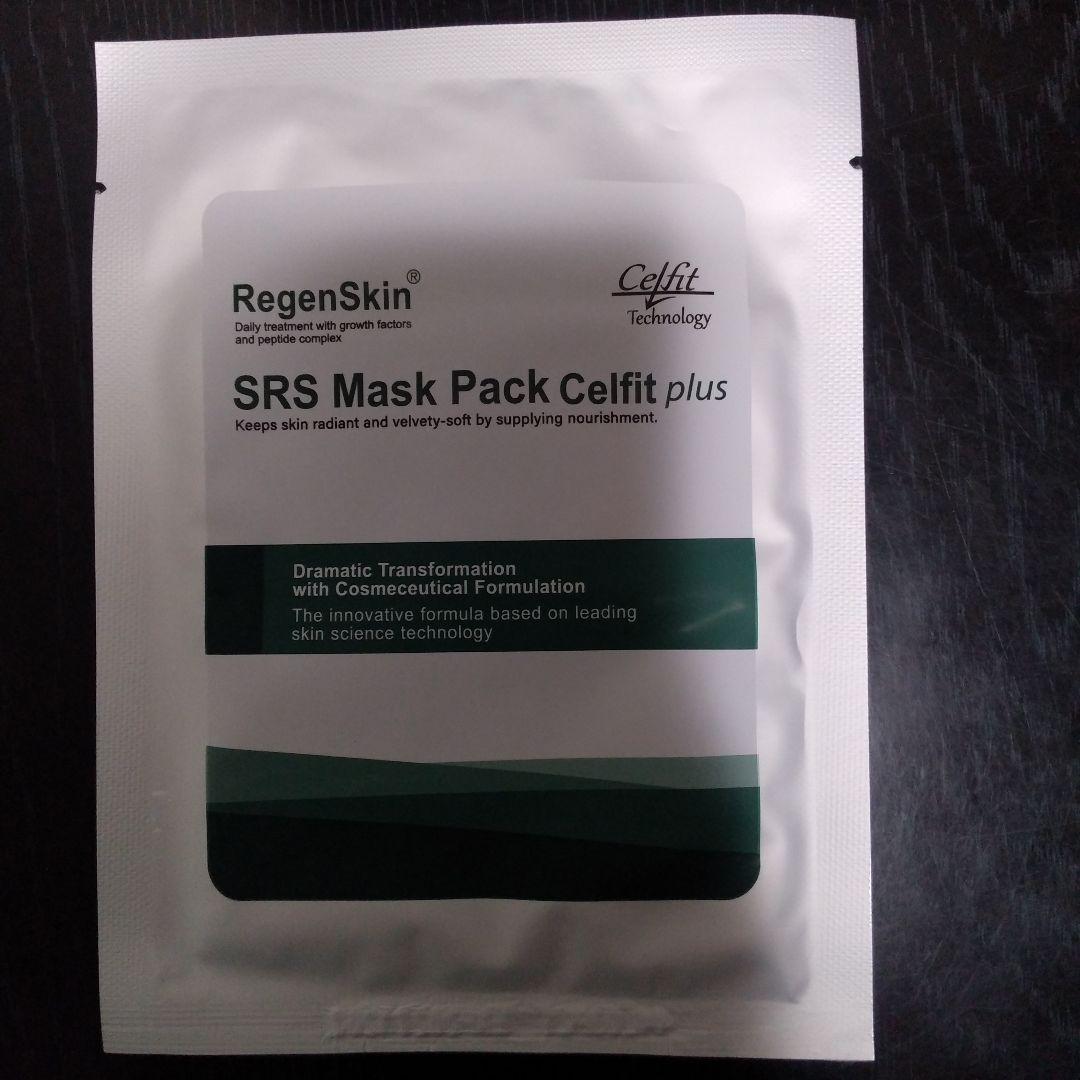 RegenSkin®
Daily treatment with growth factors
and peptide complex
Celfit
Technology
SRS Mask Pack Celfit plus
Keeps skin radiant and velvety-soft by supplying nourishment.
Dramatic Transformation
with Cosmeceutical Formulation
The innovative formula based on leading
skin science technology